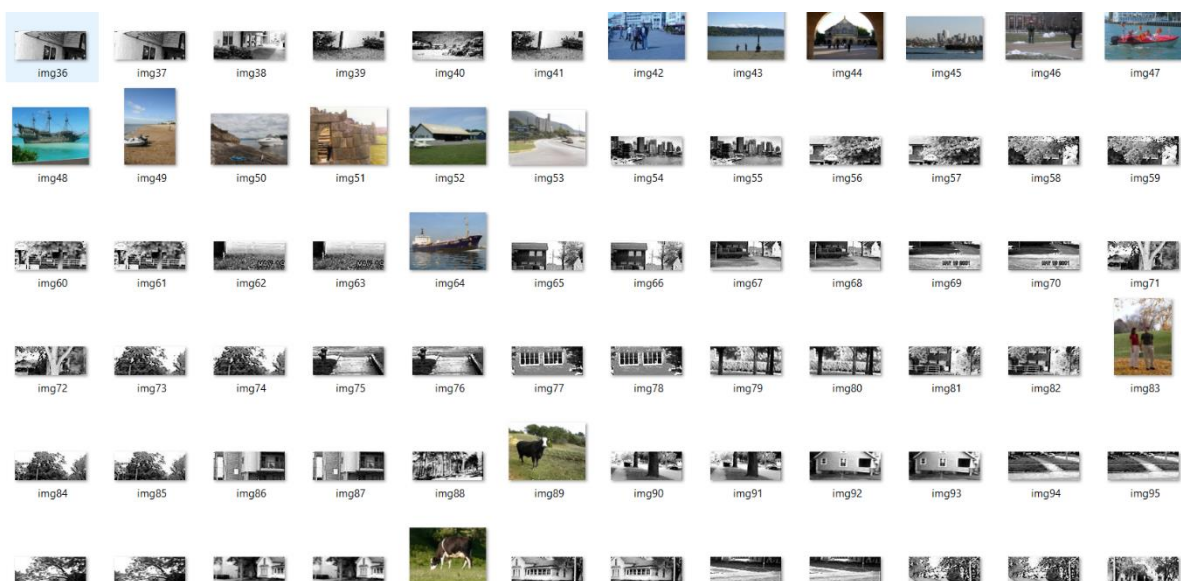 img36 img37 img38 img39 img40 img41 img42 img43 img44 img45 img46 img47
img48 img49 img50 img51 img52 img53 img54 img55 img56 img57 img58 img59
img60 img61 img62 img63 img64 img65 img66 img67 img68 img69 img70 img71
img72 img73 img74 img75 img76 img77 img78 img79 img80 img81 img82 img83
img84 img85 img86 img87 img88 img89 img90 img91 img92 img93 img94 img95